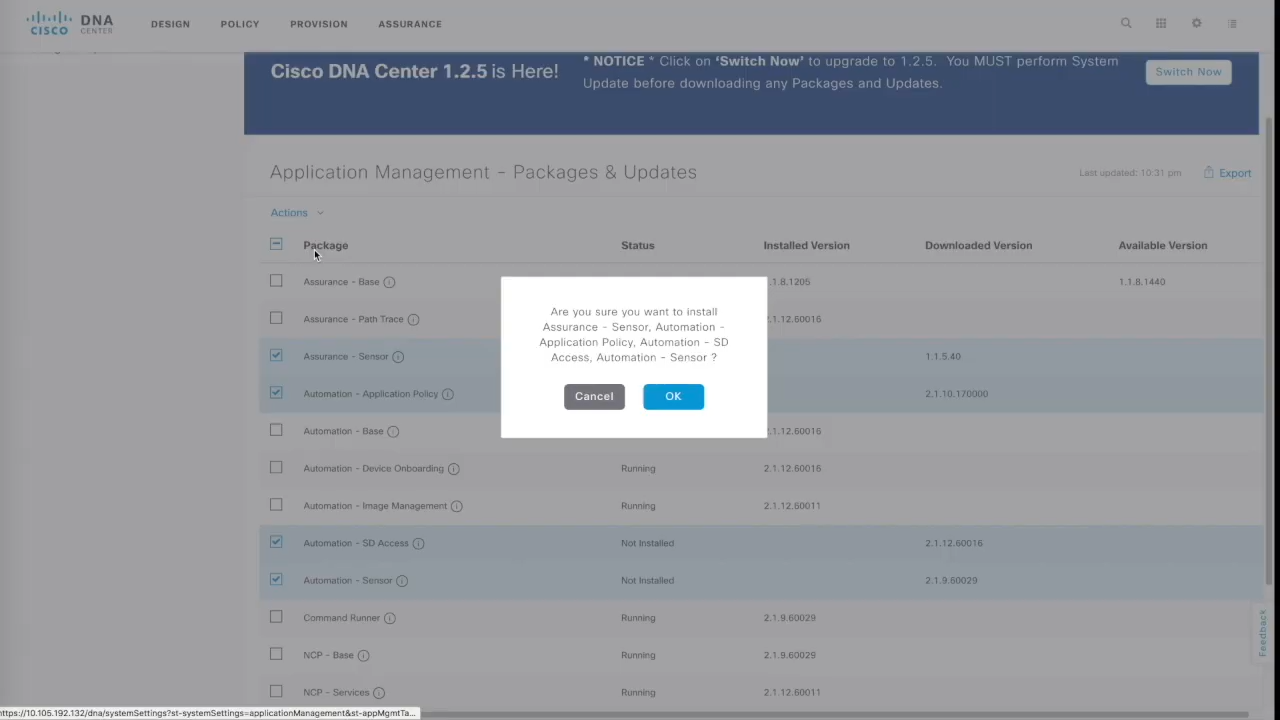 CISCO DNA CENTER
DESIGN POLICY PROVISION ASSURANCE
Cisco DNA Center 1.2.5 is Here!
* NOTICE * Click on ‘Switch Now’ to upgrade to 1.2.5. You MUST perform System
Update before downloading any Packages and Updates.
Switch Now
Application Management - Packages & Updates
Last updated: 10:31 pm
Export
Actions
Package Status Installed Version Downloaded Version Available Version
Assurance - Base .1.8.1205 1.1.8.1440
Assurance - Path Trace .1.12.60016
Assurance - Sensor 1.1.5.40
Automation - Application Policy 2.1.10.170000
Automation - Base .1.12.60016
Automation - Device Onboarding Running 2.1.12.60016
Automation - Image Management Running 2.1.12.60011
Automation - SD Access Not Installed 2.1.12.60016
Automation - Sensor Not Installed 2.1.9.60029
Command Runner Running 2.1.9.60029
NCP - Base Running 2.1.9.60029
NCP - Services Running 2.1.12.60011
Are you sure you want to install
Assurance - Sensor, Automation -
Application Policy, Automation - SD
Access, Automation - Sensor ?
Cancel OK
Feedback
https://10.105.192.132/dna/systemSettings?st-systemSettings=applicationManagement&st-appMgmtTa...